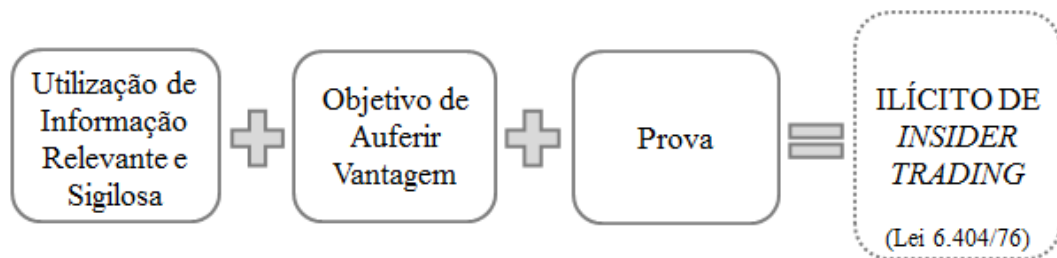 Utilização de
Informação
Relevante e
Sigilosa
Objetivo de
Auferir
Vantagem
Prova
ILÍCITO DE
INSIDER
TRADING
(Lei 6.404/76)